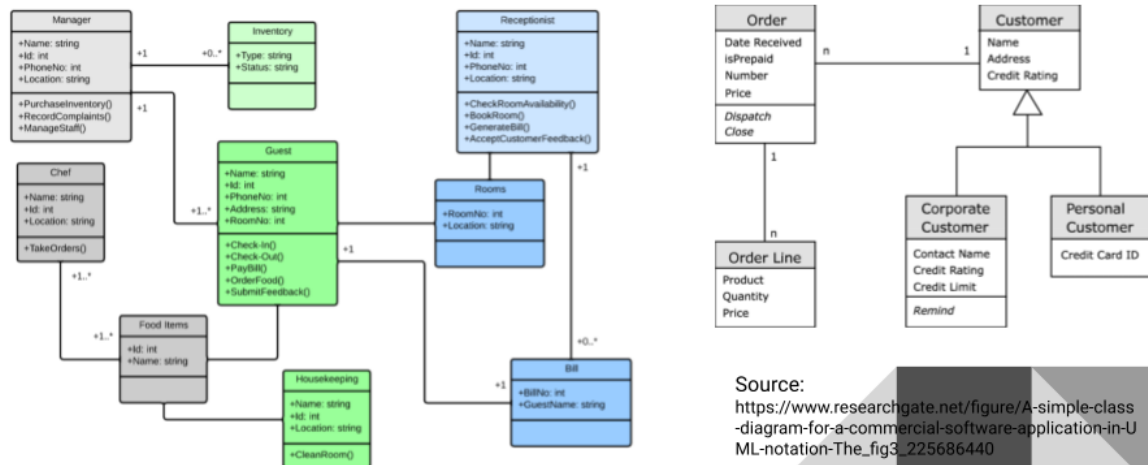 Manager
+Name: string
+Id: int
+PhoneNo: int
+Location: string
+PurchaseInventory()
+RecordComplaints()
+ManageStaff()
+1
+0..*
+1
Inventory
+Type: string
+Status: string
Receptionist
+Name: string
+Id: int
+PhoneNo: int
+Location: string
+CheckRoomAvailability()
+BookRoom()
+GenerateBill()
+AcceptCustomerFeedback()
+1
Chef
+Name: string
+Id: int
+Location: string
+TakeOrders()
+1..*
Guest
+Name: string
+Id: int
+PhoneNo: int
+Address: string
+RoomNo: int
+Check-In()
+Check-Out()
+PayBill()
+OrderFood()
+SubmitFeedback()
+1..*
+1
Rooms
+RoomNo: int
+Location: string
+1..*
Food Items
+Id: int
+Name: string
Housekeeping
+Name: string
+Id: int
+Location: string
+CleanRoom()
+0..*
+1
Bill
+BillNo: int
+GuestName: string
Order
Date Received
isPrepaid
Number
Price
Dispatch
Close
n
1
Customer
Name
Address
Credit Rating
1
n
Order Line
Product
Quantity
Price
Corporate
Customer
Contact Name
Credit Rating
Credit Limit
Remind
Personal
Customer
Credit Card ID
Source:
https://www.researchgate.net/figure/A-simple-class
-diagram-for-a-commercial-software-application-in-U
ML-notation-The_fig3_225686440